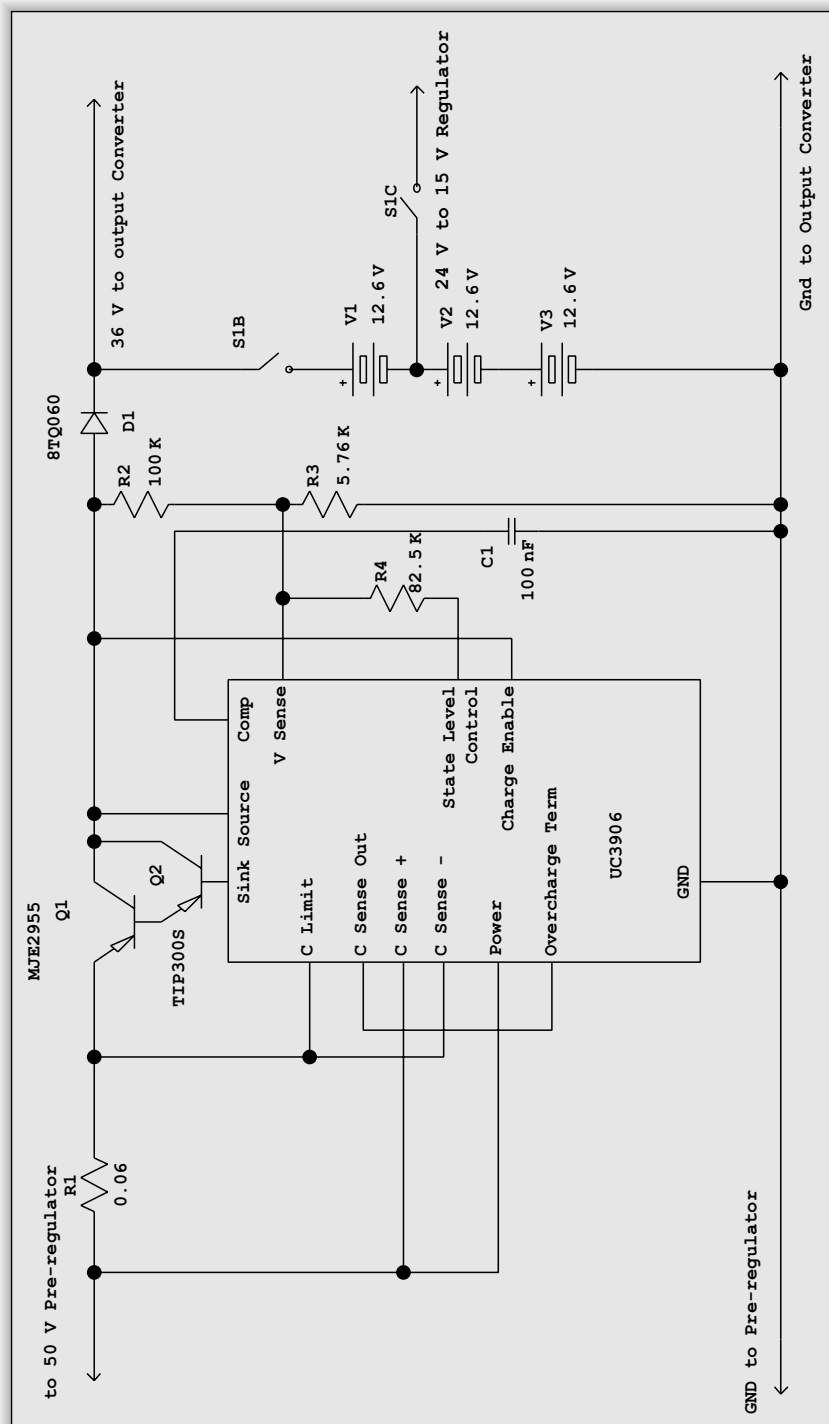 to 50 V Pre-regulator
R1
0.06
MJE2955
Q1
Q2
TIP300S
8TQ060
D1
36 V to output Converter
R2
100 K
R3
5.76 K
R4
82.5 K
C1
100 nF
S1B
V1
12.6 V
S1C
24 V to 15 V Regulator
V2
12.6 V
V3
12.6 V
+
+
+
Sink
Source
Comp
V Sense
C Limit
C Sense Out
C Sense +
C Sense -
Power
Overcharge Term
State Level
Control
Charge Enable
UC3906
GND
GND to Pre-regulator
Gnd to Output Converter